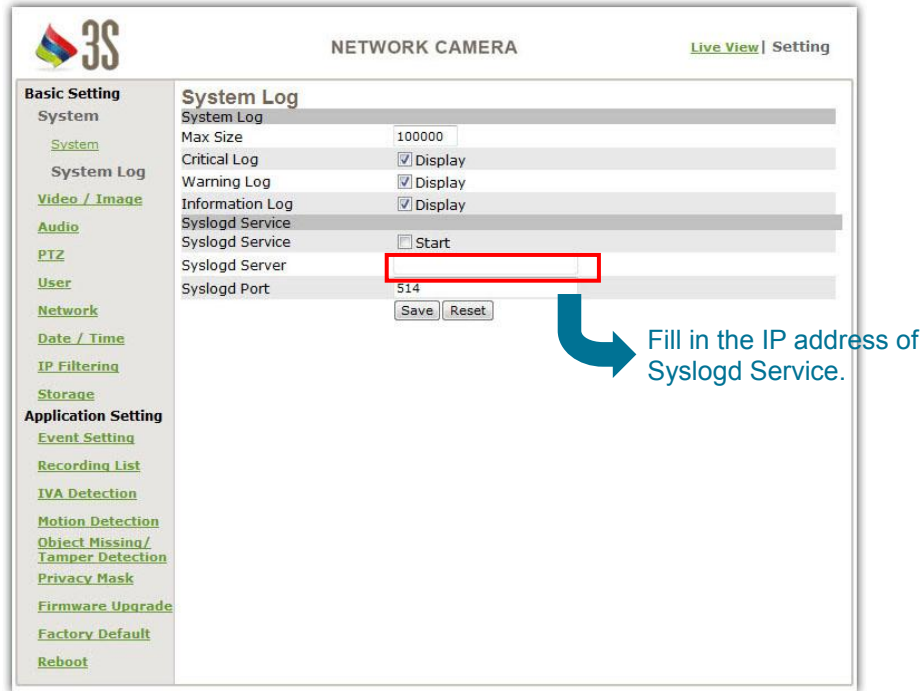 3S
NETWORK CAMERA
Live View | Setting
Basic Setting
System
System
System Log
Video / Image
Audio
PTZ
User
Network
Date / Time
IP Filtering
Storage
Application Setting
Event Setting
Recording List
IVA Detection
Motion Detection
Object Missing/
Tamper Detection
Privacy Mask
Firmware Upgrade
Factory Default
Reboot
System Log
System Log
Max Size 100000
Critical Log Display
Warning Log Display
Information Log Display
Syslogd Service
Syslogd Service Start
Syslogd Server
Syslogd Port 514
Save Reset
Fill in the IP address of
Syslogd Service.